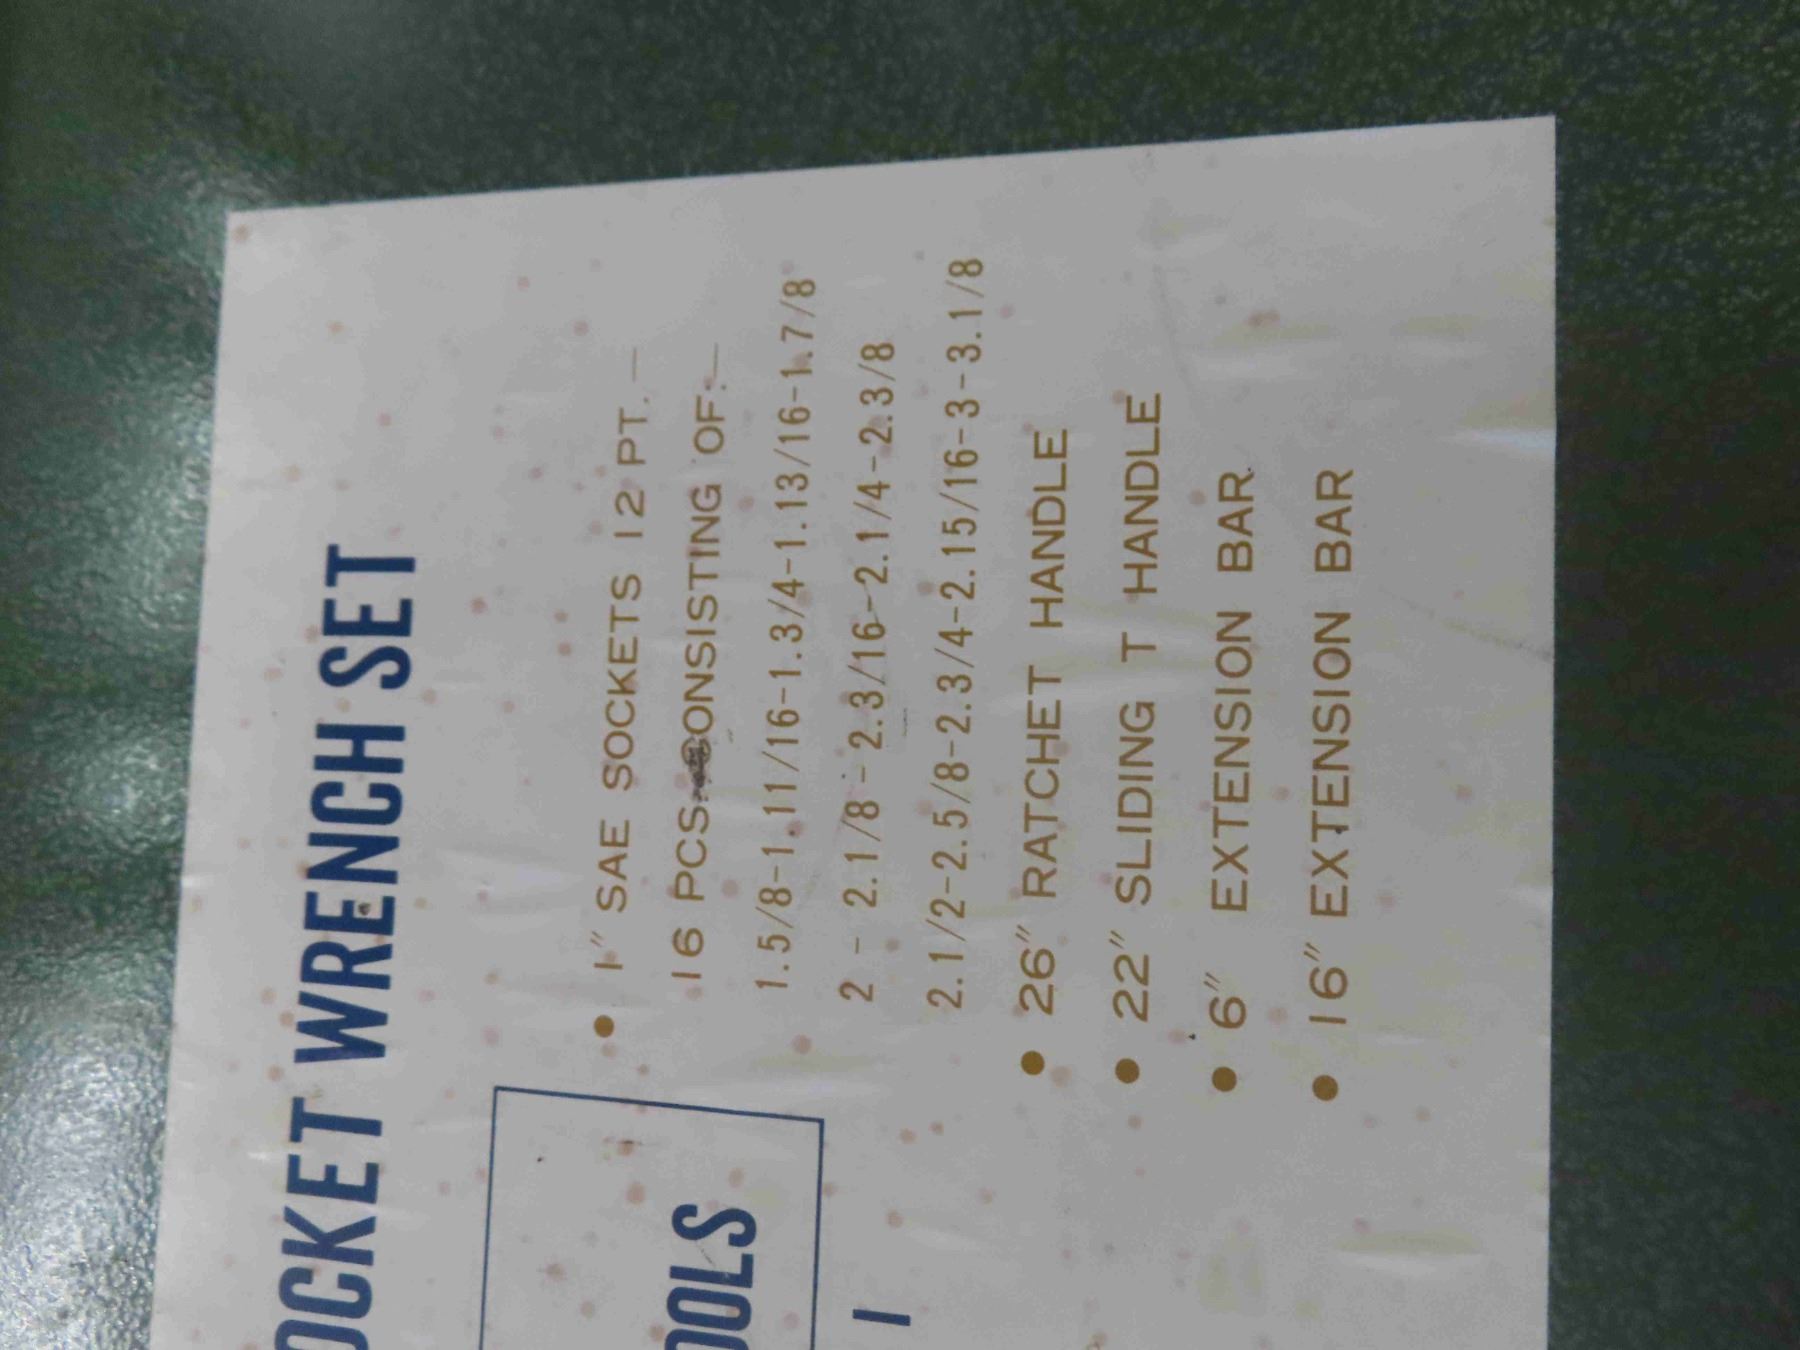 OCKET WRENCH SET
• 1" SAE SOCKETS 12 PT.—
16 PCS. CONSISTING OF:—
1.5/8-1.11/16-1.3/4-1.13/16-1.7/8
2 - 2.1/8 - 2.3/16-2.1/4-2.3/8
2.1/2-2.5/8-2.3/4-2.15/16-3-3.1/8
• 26" RATCHET HANDLE
• 22" SLIDING T HANDLE
• 6" EXTENSION BAR
• 16" EXTENSION BAR
OOLS